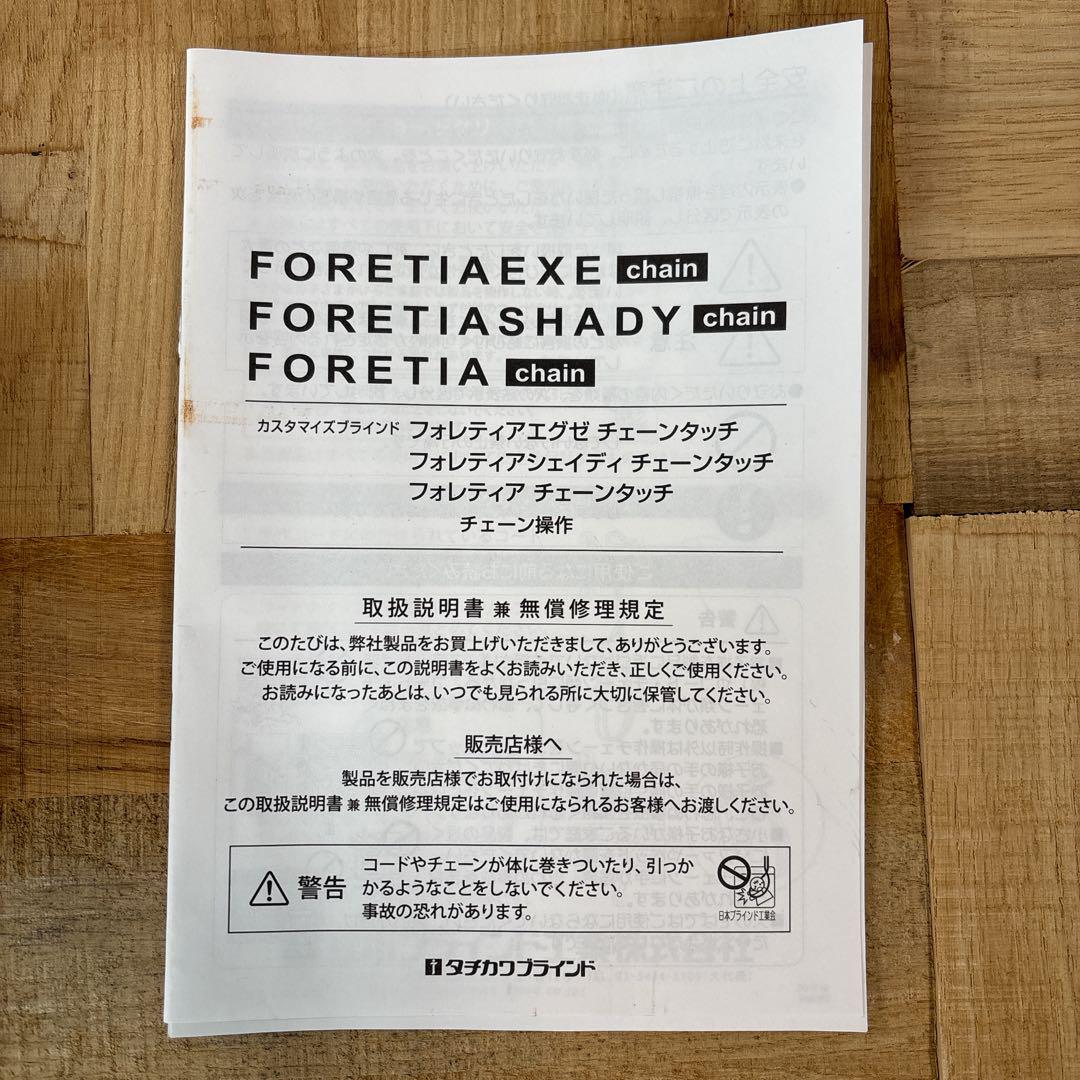 FORETIAEXE chain
FORETIASHADY chain
FORETIA chain
カスタマイズブラインド フォレティアエグゼ チェーンタッチ
フォレティアシェイディ チェーンタッチ
フォレティア チェーンタッチ
チェーン操作
取扱説明書 兼 無償修理規定
このたびは、弊社製品をお買上げいただきまして、ありがとうございます。
ご使用になる前に、この説明書をよくお読みいただき、正しくご使用ください。
お読みになったあとは、いつでも見られる所に大切に保管してください。
販売店様へ
製品を販売店様でお取付けになられた場合は、
この取扱説明書 兼 無償修理規定はご使用になられるお客様へお渡しください。
警告
コードやチェーンが体に巻きついたり、引っか
かるようなことをしないでください。
事故の恐れがあります。
日本ブラインド工業会
タチカワブラインド